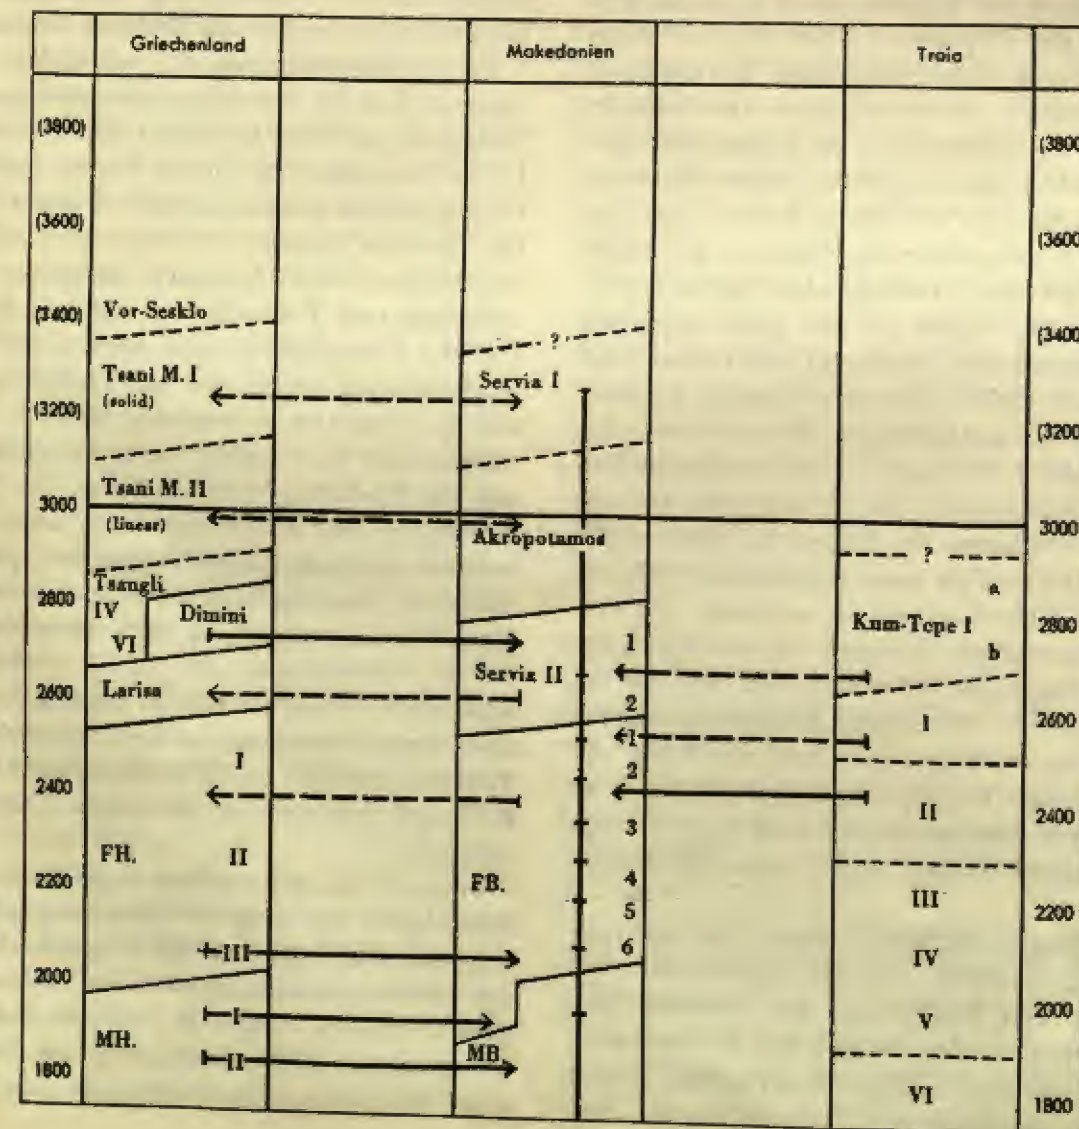 Griechenland Makedonien Troia
(3800) (3800)
(3600) (3600)
(3400) Vor-Sesklo (3400)
?
Tsani M. I Servia I
(solid)
(3200) (3200)
Tsani M. II
3000 3000
(linear)
Akropotamos ?
Tsangli a
2800 IV Dimini 2800
VI 1 Kum-Tepe I
b
Larisa Servia II
2600 2 2600
I 1 I
2
2400 II 2400
3
FH. II FB. 4
2200 5 III 2200
III 6 IV
2000 2000
I V
MH. MB
II
1800 VI 1800